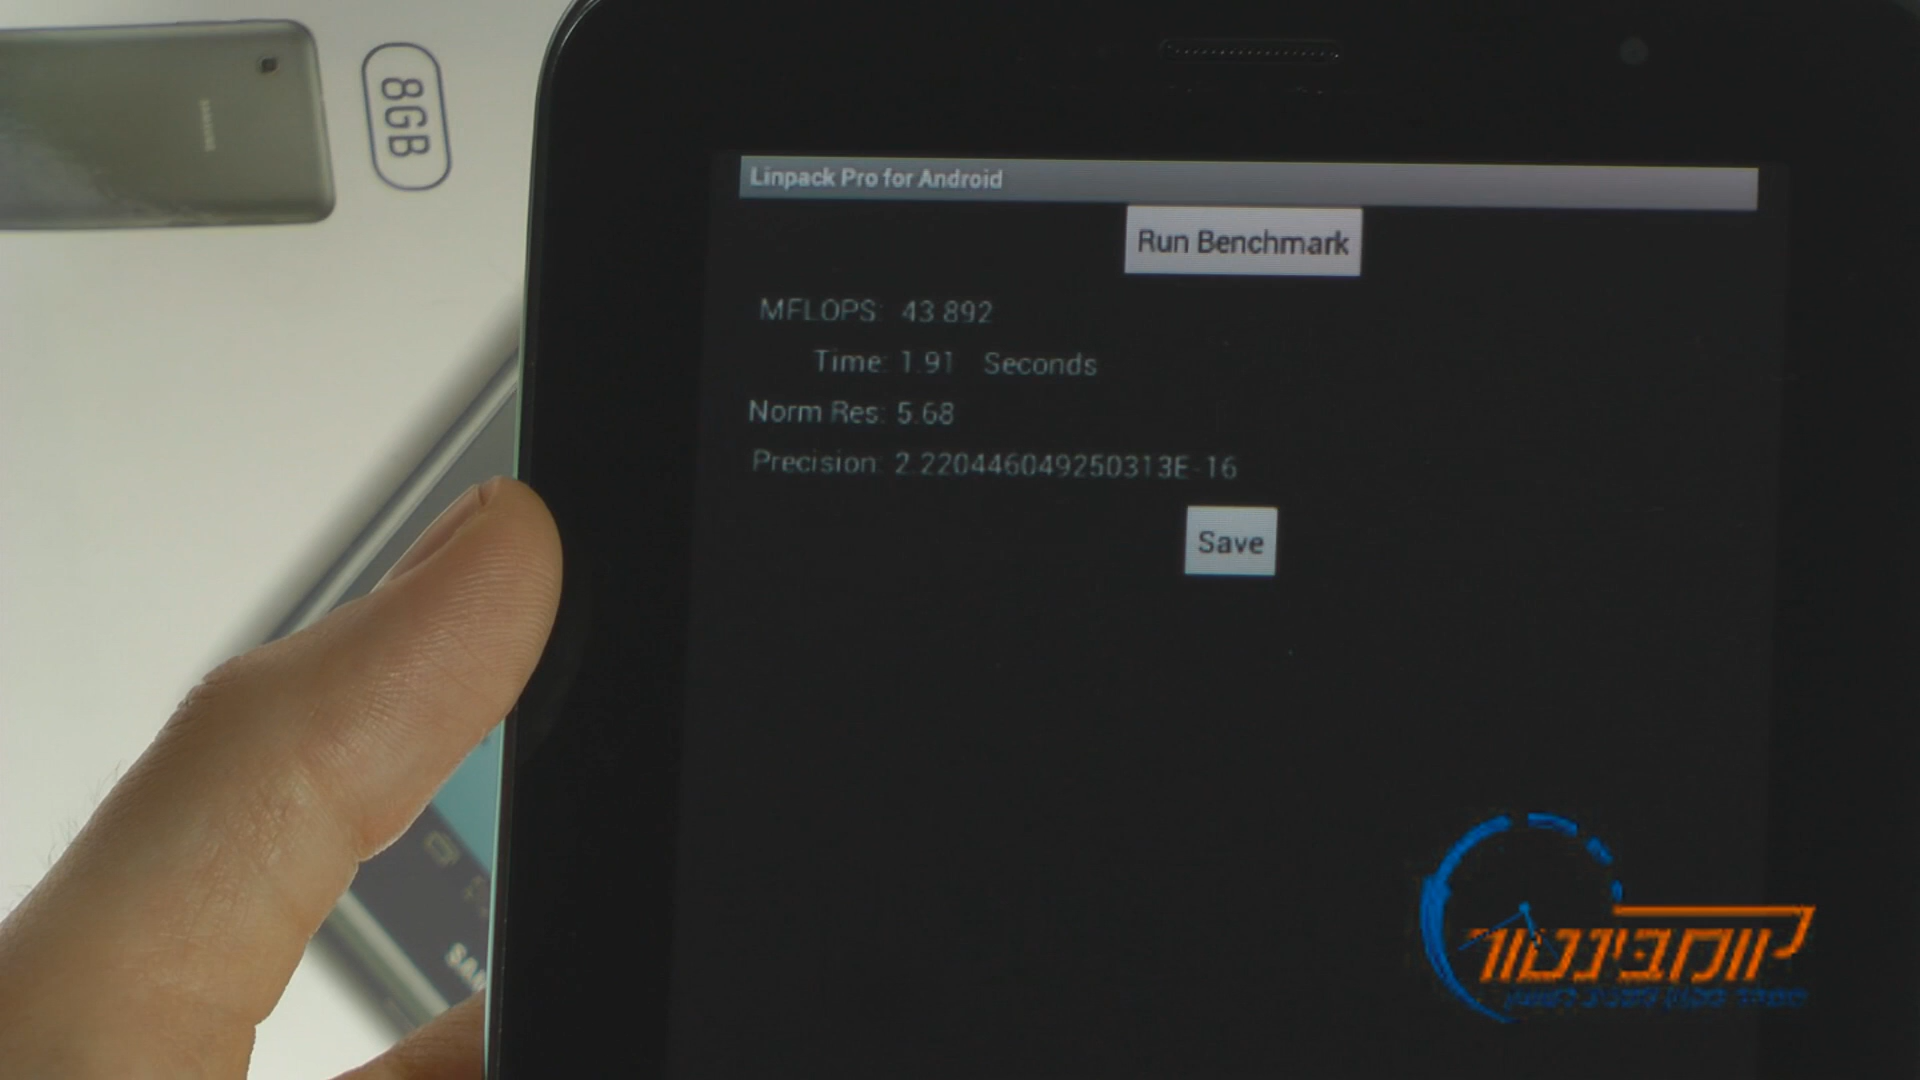 8GB
Linpack Pro for Android
Run Benchmark
MFLOPS: 43.892
Time: 1.91 Seconds
Norm Res: 5.68
Precision: 2.220446049250313E-16
Save